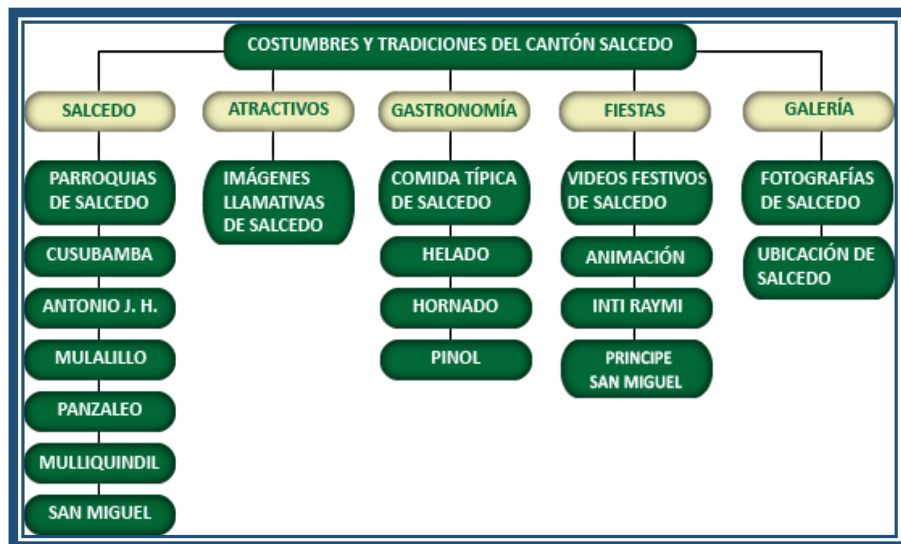 COSTUMBRES Y TRADICIONES DEL CANTÓN SALCEDO
SALCEDO
PARROQUIAS
DE SALCEDO
CUSUBAMBA
ANTONIO J. H.
MULALILLO
PANZALEO
MULLIQUINDIL
SAN MIGUEL
ATRACTIVOS
IMÁGENES
LLAMATIVAS
DE SALCEDO
GASTRONOMÍA
COMIDA TÍPICA
DE SALCEDO
HELADO
HORNADO
PINOL
FIESTAS
VIDEOS FESTIVOS
DE SALCEDO
ANIMACIÓN
INTI RAYMI
PRINCIPE
SAN MIGUEL
GALERÍA
FOTOGRAFÍAS
DE SALCEDO
UBICACIÓN DE
SALCEDO